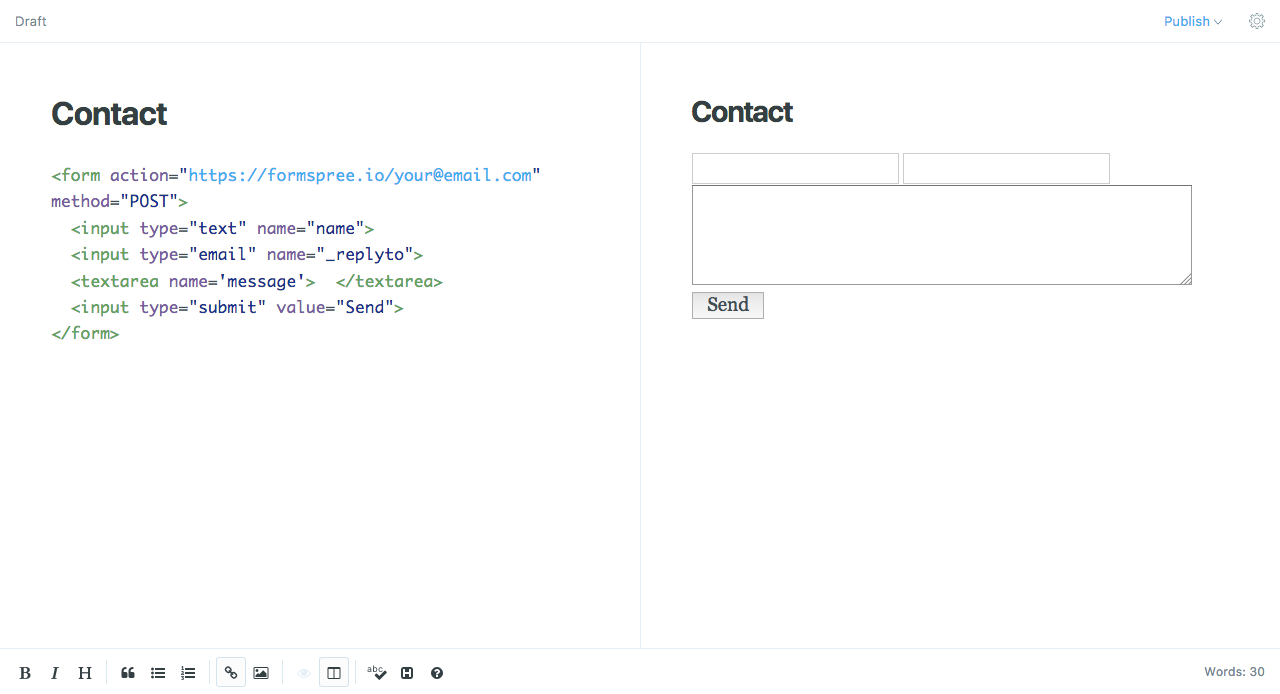 Draft
Publish
Contact
<form action="https://formspree.io/your@email.com"
method="POST">
  <input type="text" name="name">
  <input type="email" name="_replyto">
  <textarea name='message'>  </textarea>
  <input type="submit" value="Send">
</form>
Contact
Send
B I H
abc
H
Words: 30